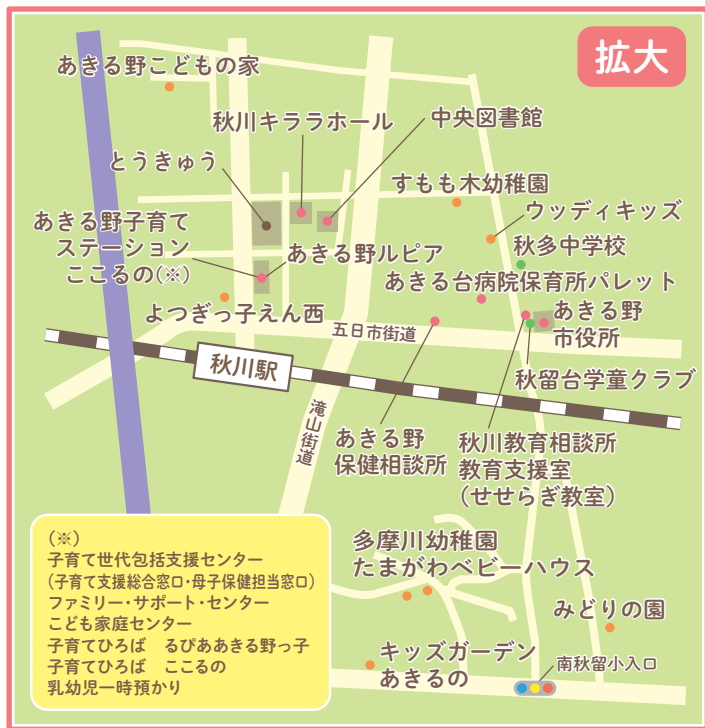 拡大
あきる野こどもの家
秋川キララホール
中央図書館
とうきゅう
すもも木幼稚園
ウッディキッズ
あきる野子育て
ステーション
こころの(※)
あきる野ルピア
秋多中学校
あきる台病院保育所パレット
よつぎっ子えん西
五日市街道
あきる野
市役所
秋川駅
秋留台学童クラブ
滝山街道
あきる野
保健相談所
秋川教育相談所
教育支援室
(せせらぎ教室)
(※)
子育て世代包括支援センター
(子育て支援総合窓口・母子保健担当窓口)
ファミリー・サポート・センター
こども家庭センター
子育てひろば　るぴああきる野っ子
子育てひろば　こころの
乳幼児一時預かり
多摩川幼稚園
たまがわベビーハウス
みどりの園
キッズガーデン
あきるの
南秋留小入口